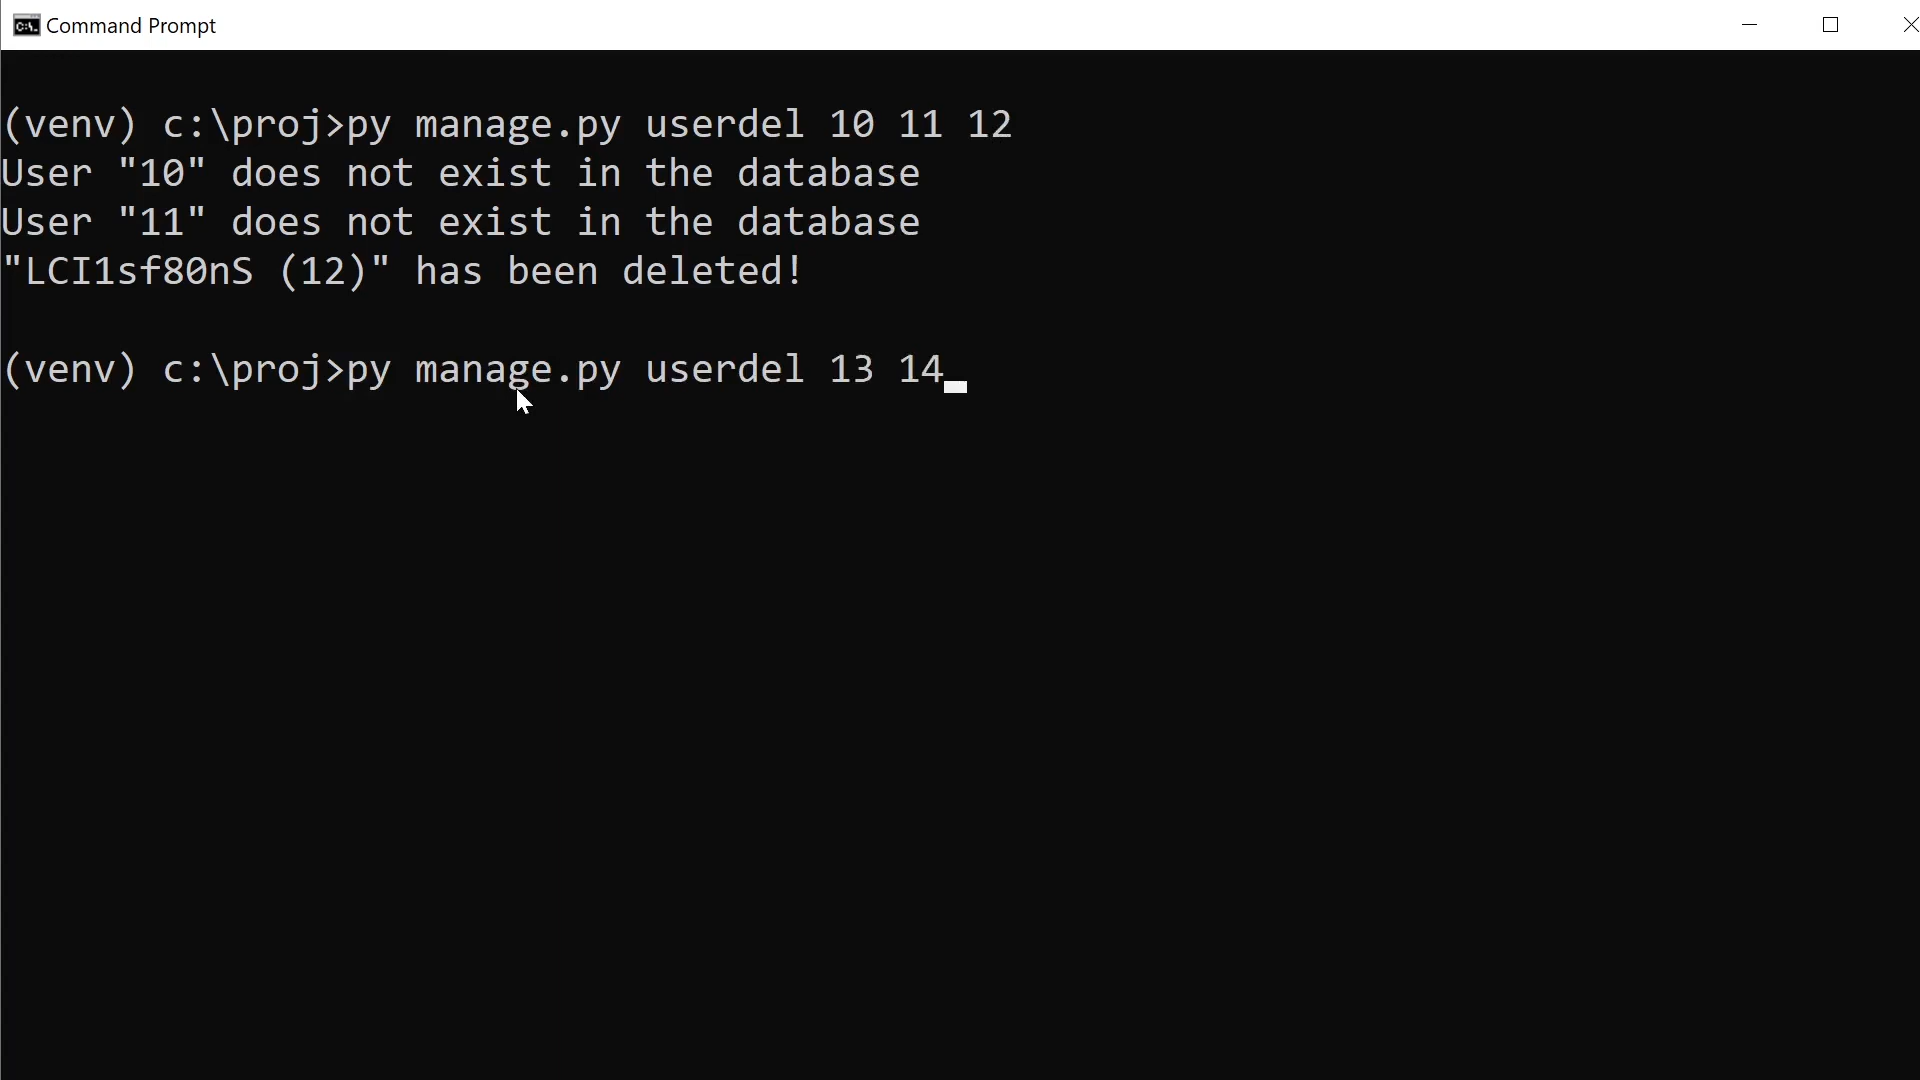 Command Prompt
(venv) c:\proj>py manage.py userdel 10 11 12
User "10" does not exist in the database
User "11" does not exist in the database
"LCI1sf80nS (12)" has been deleted!
(venv) c:\proj>py manage.py userdel 13 14